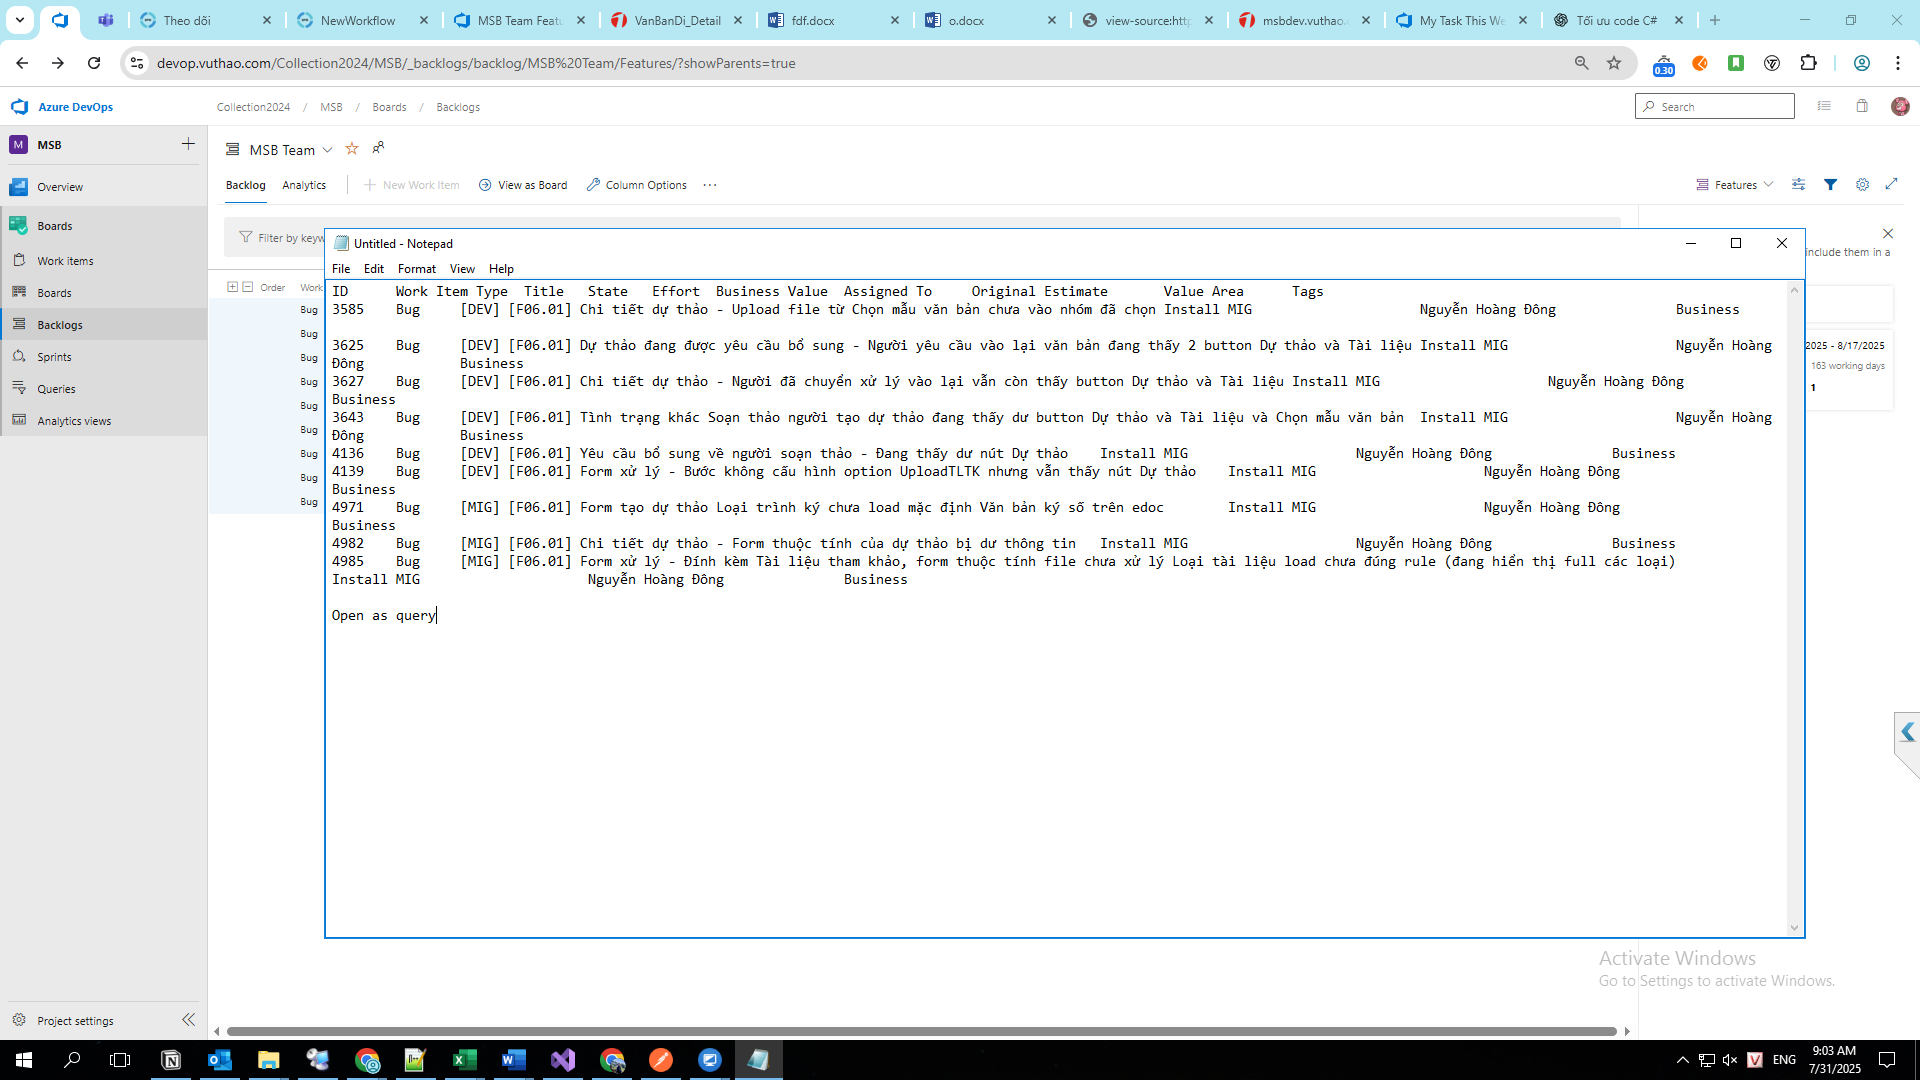 Theo dõi
NewWorkflow
MSB Team Featu
VanBanDi_Detail
fdf.docx
o.docx
view-source:http
msbdev.vuthao.
My Task This We
Tối ưu code C#
devop.vuthao.com/Collection2024/MSB/_backlogs/backlog/MSB%20Team/Features/?showParents=true
0.30
Azure DevOps
Collection2024 / MSB / Boards / Backlogs
Search
M MSB
MSB Team
Overview
Backlog Analytics New Work Item View as Board Column Options
Features
Boards
Filter by keyw
Work items
Boards
Backlogs
Sprints
Queries
Analytics views
Order Work
Bug
Bug
Bug
Bug
Bug
Bug
Bug
Bug
Bug
include them in a
2025 - 8/17/2025
163 working days
1
Untitled - Notepad
File Edit Format View Help
ID Work Item Type Title State Effort Business Value Assigned To Original Estimate Value Area Tags
3585 Bug [DEV] [F06.01] Chi tiết dự thảo - Upload file từ Chọn mẫu văn bản chưa vào nhóm đã chọn Install MIG Nguyễn Hoàng Đông Business
3625 Bug [DEV] [F06.01] Dự thảo đang được yêu cầu bổ sung - Người yêu cầu vào lại văn bản đang thấy 2 button Dự thảo và Tài liệu Install MIG Nguyễn Hoàng
Đông Business
3627 Bug [DEV] [F06.01] Chi tiết dự thảo - Người đã chuyển xử lý vào lại vẫn còn thấy button Dự thảo và Tài liệu Install MIG Nguyễn Hoàng Đông
Business
3643 Bug [DEV] [F06.01] Tình trạng khác Soạn thảo người tạo dự thảo đang thấy dư button Dự thảo và Tài liệu và Chọn mẫu văn bản Install MIG Nguyễn Hoàng
Đông Business
4136 Bug [DEV] [F06.01] Yêu cầu bổ sung về người soạn thảo - Đang thấy dư nút Dự thảo Install MIG Nguyễn Hoàng Đông Business
4139 Bug [DEV] [F06.01] Form xử lý - Bước không cấu hình option UploadTLTK nhưng vẫn thấy nút Dự thảo Install MIG Nguyễn Hoàng Đông
Business
4971 Bug [MIG] [F06.01] Form tạo dự thảo Loại trình ký chưa load mặc định Văn bản ký số trên edoc Install MIG Nguyễn Hoàng Đông
Business
4982 Bug [MIG] [F06.01] Chi tiết dự thảo - Form thuộc tính của dự thảo bị dư thông tin Install MIG Nguyễn Hoàng Đông Business
4985 Bug [MIG] [F06.01] Form xử lý - Đính kèm Tài liệu tham khảo, form thuộc tính file chưa xử lý Loại tài liệu load chưa đúng rule (đang hiển thị full các loại)
Install MIG Nguyễn Hoàng Đông Business
Open as query
Activate Windows
Go to Settings to activate Windows.
Project settings
ENG
9:03 AM
7/31/2025